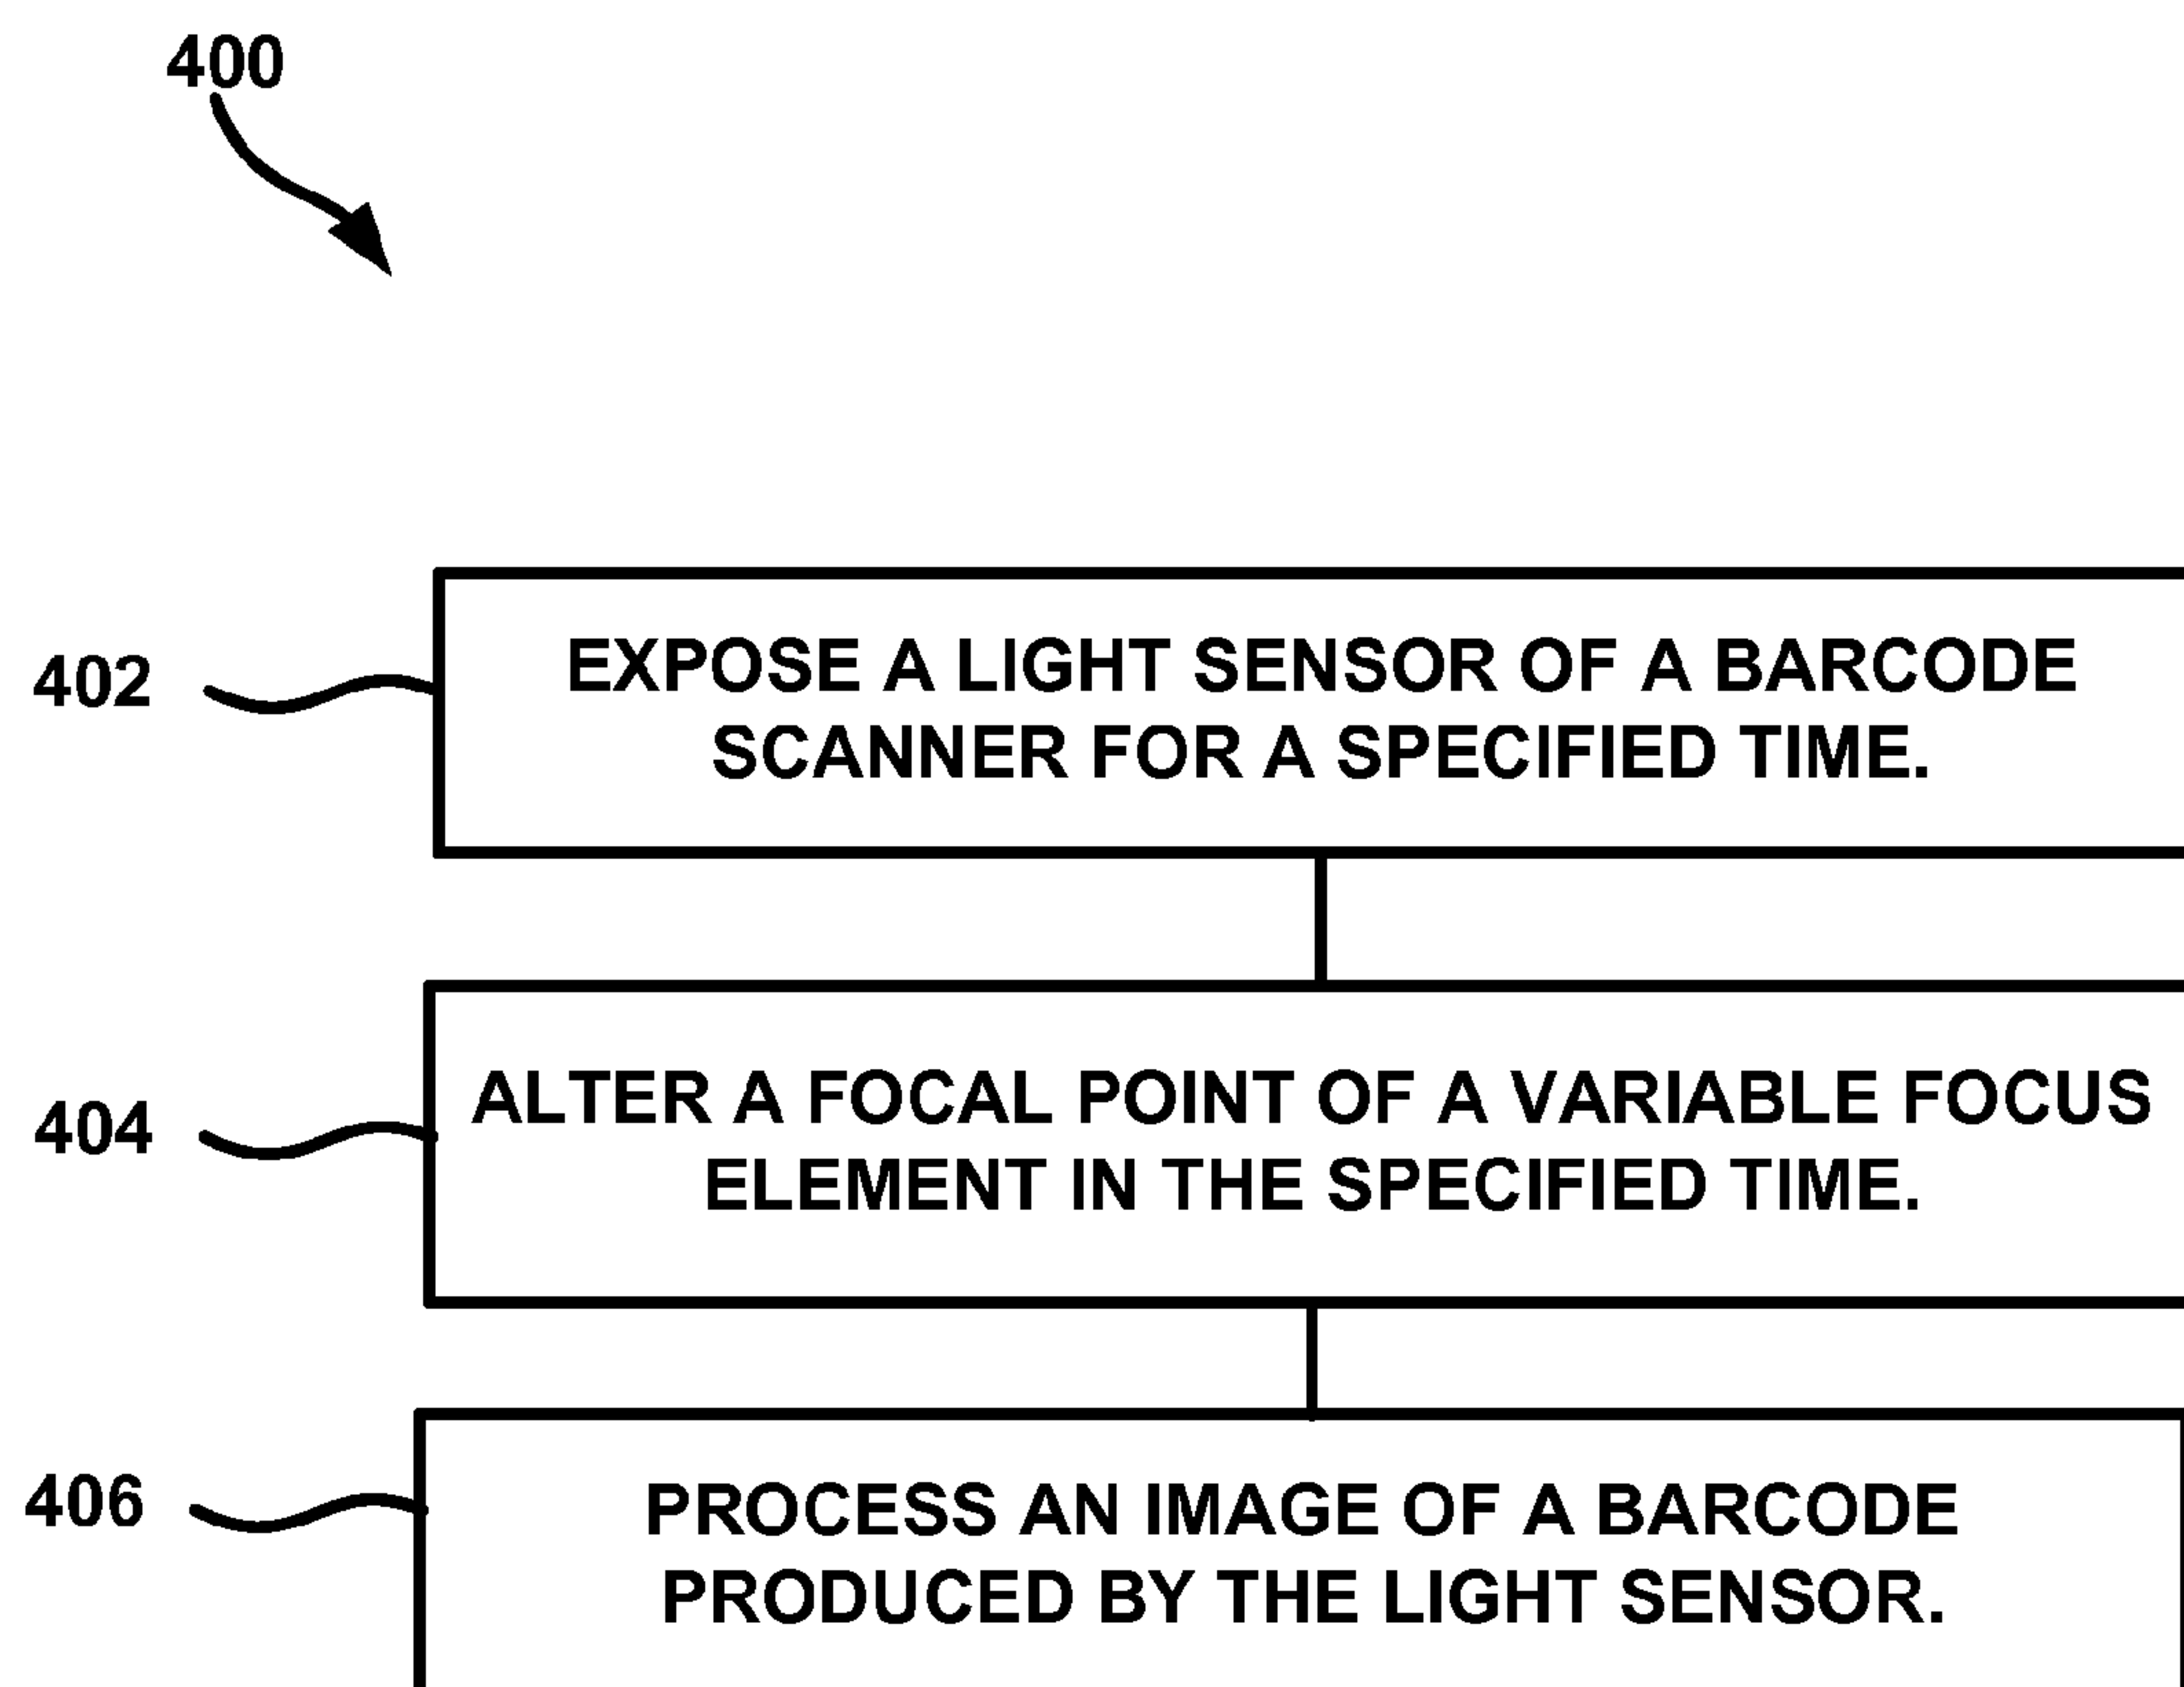 400
402
EXPOSE A LIGHT SENSOR OF A BARCODE
SCANNER FOR A SPECIFIED TIME.
404
ALTER A FOCAL POINT OF A VARIABLE FOCUS
ELEMENT IN THE SPECIFIED TIME.
406
PROCESS AN IMAGE OF A BARCODE
PRODUCED BY THE LIGHT SENSOR.